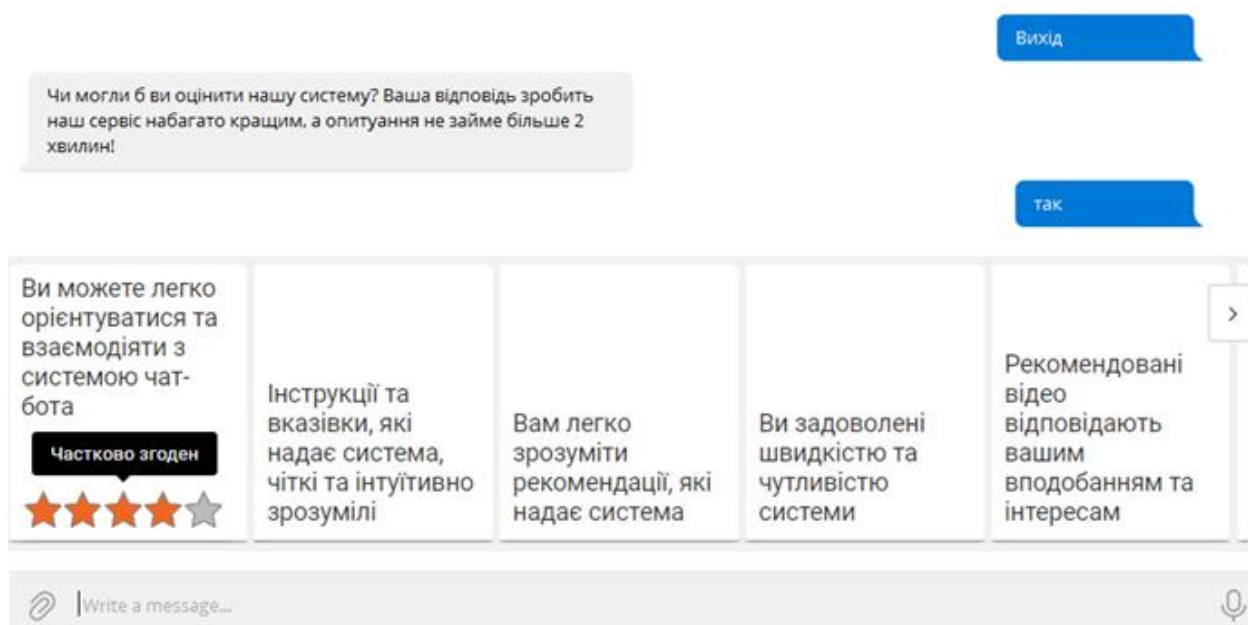 Вихід
Чи могли б ви оцінити нашу систему? Ваша відповідь зробить
наш сервіс набагато кращим, а опитуання не займе більше 2
хвилин!
так
Ви можете легко
орієнтуватися та
взаємодіяти з
системою чат-
бота
Частково згоден
Інструкції та
вказівки, які
надає система,
чіткі та інтуїтивно
зрозумілі
Вам легко
зрозуміти
рекомендації, які
надає система
Ви задоволені
швидкістю та
чутливістю
системи
Рекомендовані
відео
відповідають
вашим
вподобанням та
інтересам
Write a message...